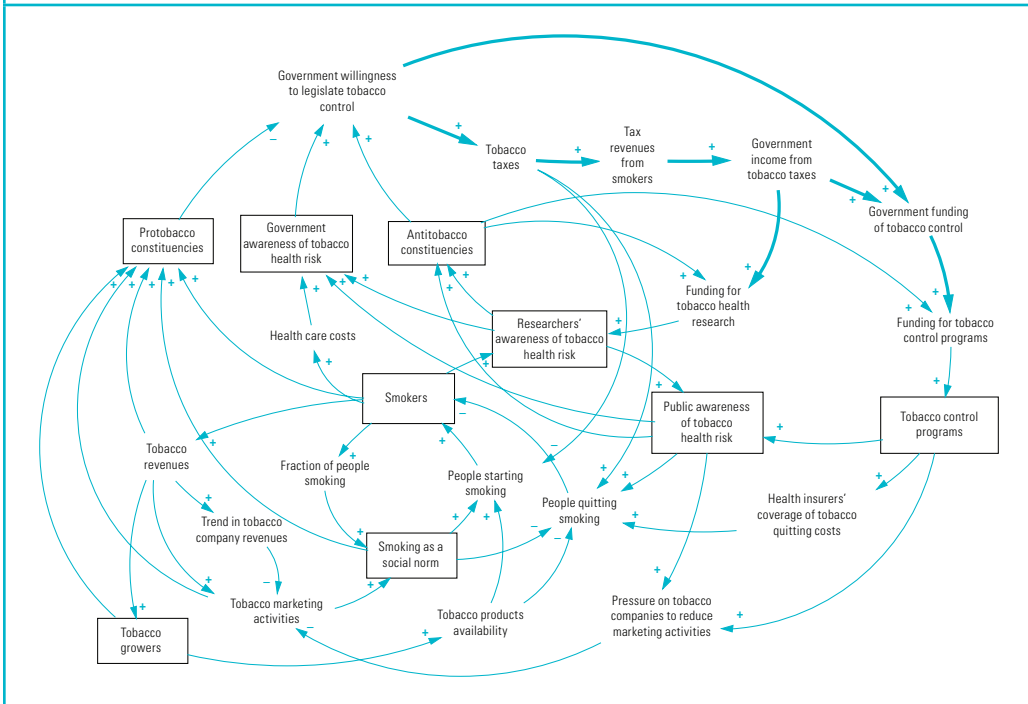 Government willingness
to legislate tobacco
control
Tobacco
taxes
Tax
revenues
from
smokers
Government
income from
tobacco taxes
Government funding
of tobacco control
Protobacco
constituencies
Government
awareness of tobacco
health risk
Antitobacco
constituencies
Funding for
tobacco health
research
Funding for tobacco
control programs
Health care costs
Researchers'
awareness of tobacco
health risk
Smokers
Public awareness
of tobacco
health risk
Tobacco control
programs
Tobacco
revenues
Fraction of people
smoking
People starting
smoking
People quitting
smoking
Health insurers'
coverage of tobacco
quitting costs
Trend in tobacco
company revenues
Smoking as a
social norm
Tobacco marketing
activities
Tobacco products
availability
Pressure on tobacco
companies to reduce
marketing activities
Tobacco
growers